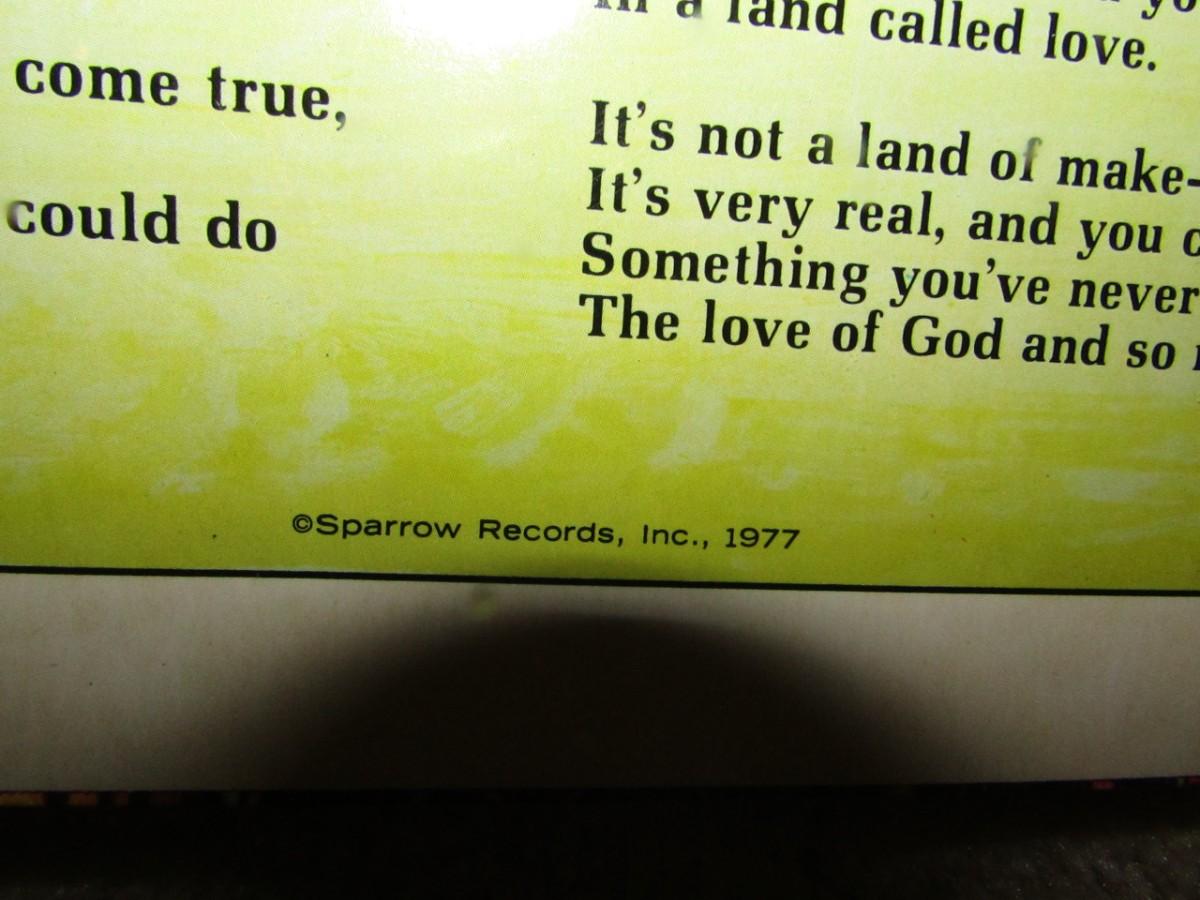 come true,
could do
in a land called love.
It's not a land of make-
It's very real, and you
Something you've never
The love of God and so
©Sparrow Records, Inc., 1977